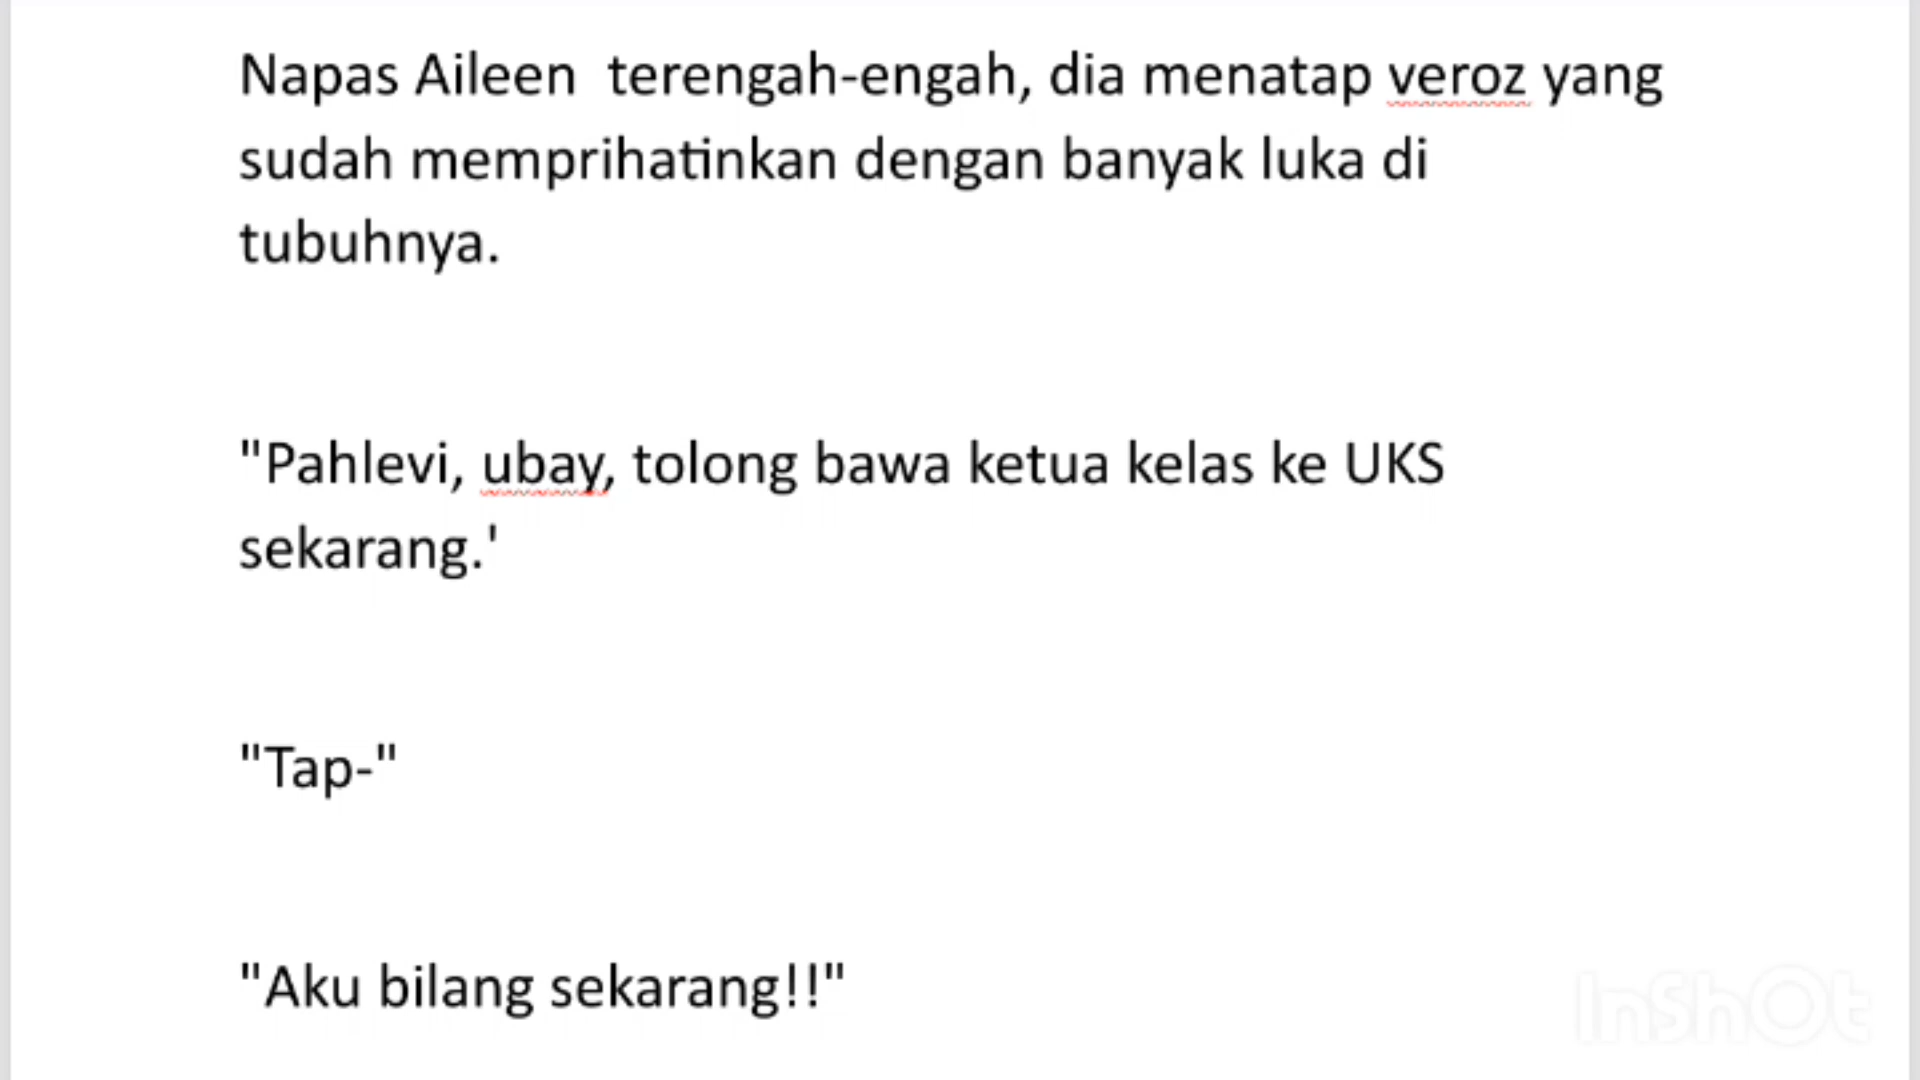 Napas Aileen  terengah-engah, dia menatap veroz yang
sudah memprihatinkan dengan banyak luka di
tubuhnya.
"Pahlevi, ubay, tolong bawa ketua kelas ke UKS
sekarang.'
"Tap-"
"Aku bilang sekarang!!"
InShOt